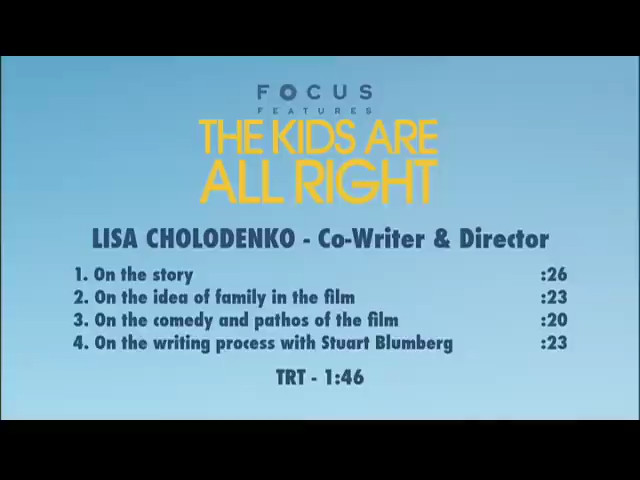 FOCUS
FEATURES
THE KIDS ARE
ALL RIGHT
LISA CHOLODENKO - Co-Writer & Director
1. On the story :26
2. On the idea of family in the film :23
3. On the comedy and pathos of the film :20
4. On the writing process with Stuart Blumberg :23
TRT - 1:46